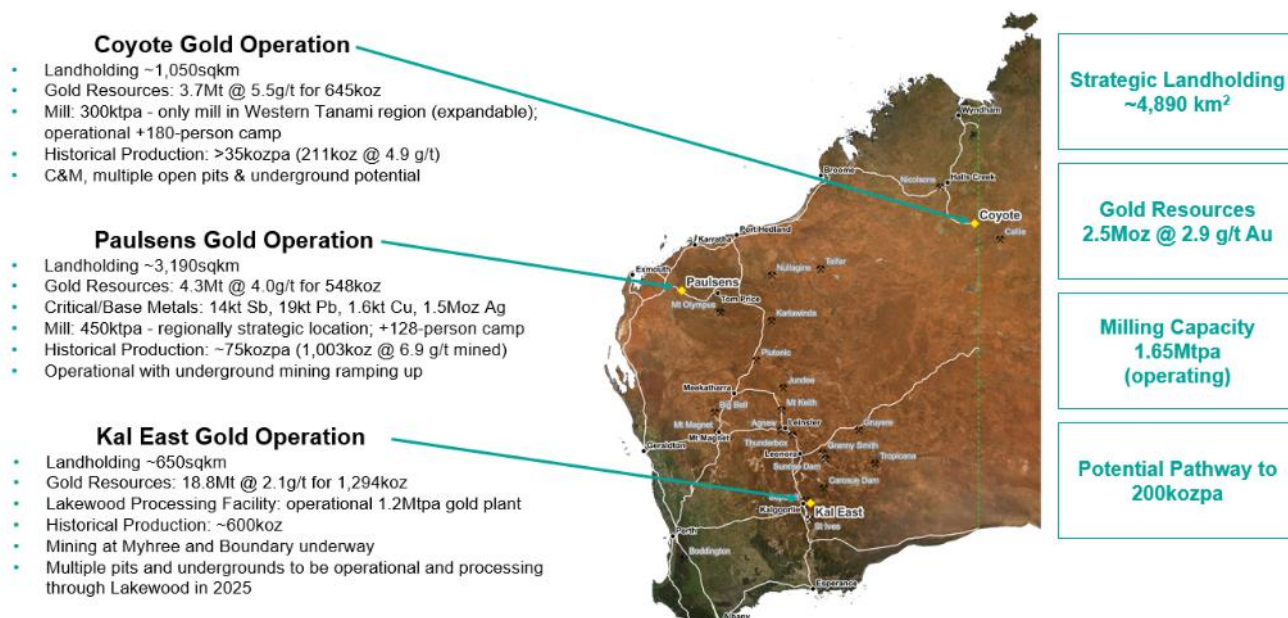 Coyote Gold Operation
• Landholding ~1,050sqkm
• Gold Resources: 3.7Mt @ 5.5g/t for 645koz
• Mill: 300ktpa - only mill in Western Tanami region (expandable);
operational +180-person camp
• Historical Production: >35kozpa (211koz @ 4.9 g/t)
• C&M, multiple open pits & underground potential
Paulsens Gold Operation
• Landholding ~3,190sqkm
• Gold Resources: 4.3Mt @ 4.0g/t for 548koz
• Critical/Base Metals: 14kt Sb, 19kt Pb, 1.6kt Cu, 1.5Moz Ag
• Mill: 450ktpa - regionally strategic location; +128-person camp
• Historical Production: ~75kozpa (1,003koz @ 6.9 g/t mined)
• Operational with underground mining ramping up
Kal East Gold Operation
• Landholding ~650sqkm
• Gold Resources: 18.8Mt @ 2.1g/t for 1,294koz
• Lakewood Processing Facility: operational 1.2Mtpa gold plant
• Historical Production: ~600koz
• Mining at Myhree and Boundary underway
• Multiple pits and undergrounds to be operational and processing
through Lakewood in 2025
Wyndham
Broome
Nicolsons
Halls Creek
Coyote
Callie
Port Hedland
Karratha
Exmouth
Nullagine
Telfer
Paulsens
Tom Price
Mt Olympus
Karlawinda
Plutonic
Meekatharra
Jundee
Big Bell
Mt Keith
Mt Magnet
Mt Magnet
Agnew
Leinster
Thunderbox
Gruyere
Geraldton
Leonora
Granny Smith
Sunrise Dam
Tropicana
Carosue Dam
Kalgoorlie
Kal East
St Ives
Perth
Boddington
Esperance
Albany
Strategic Landholding
~4,890 km²
Gold Resources
2.5Moz @ 2.9 g/t Au
Milling Capacity
1.65Mtpa
(operating)
Potential Pathway to
200kozpa